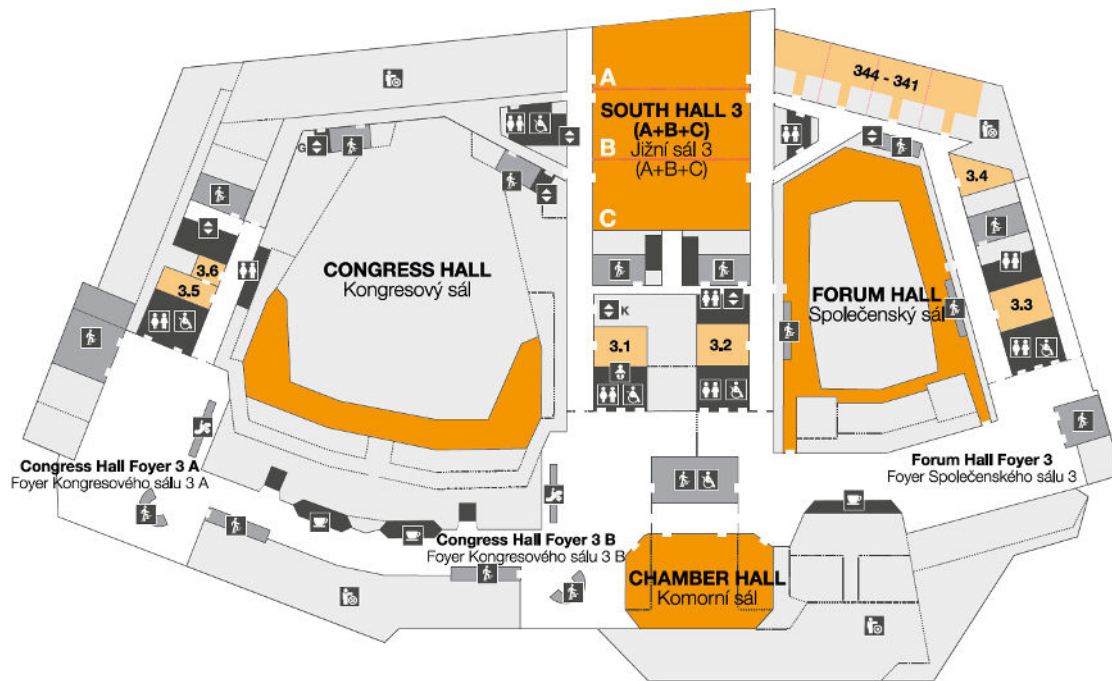 344 - 341
A
SOUTH HALL 3
(A+B+C)
Jižní sál 3
(A+B+C)
B
C
G
3.4
CONGRESS HALL
Kongresový sál
3.6
3.5
FORUM HALL
Společenský sál
3.3
K
3.1
3.2
Congress Hall Foyer 3 A
Foyer Kongresového sálu 3 A
Forum Hall Foyer 3
Foyer Společenského sálu 3
Congress Hall Foyer 3 B
Foyer Kongresového sálu 3 B
CHAMBER HALL
Komorní sál